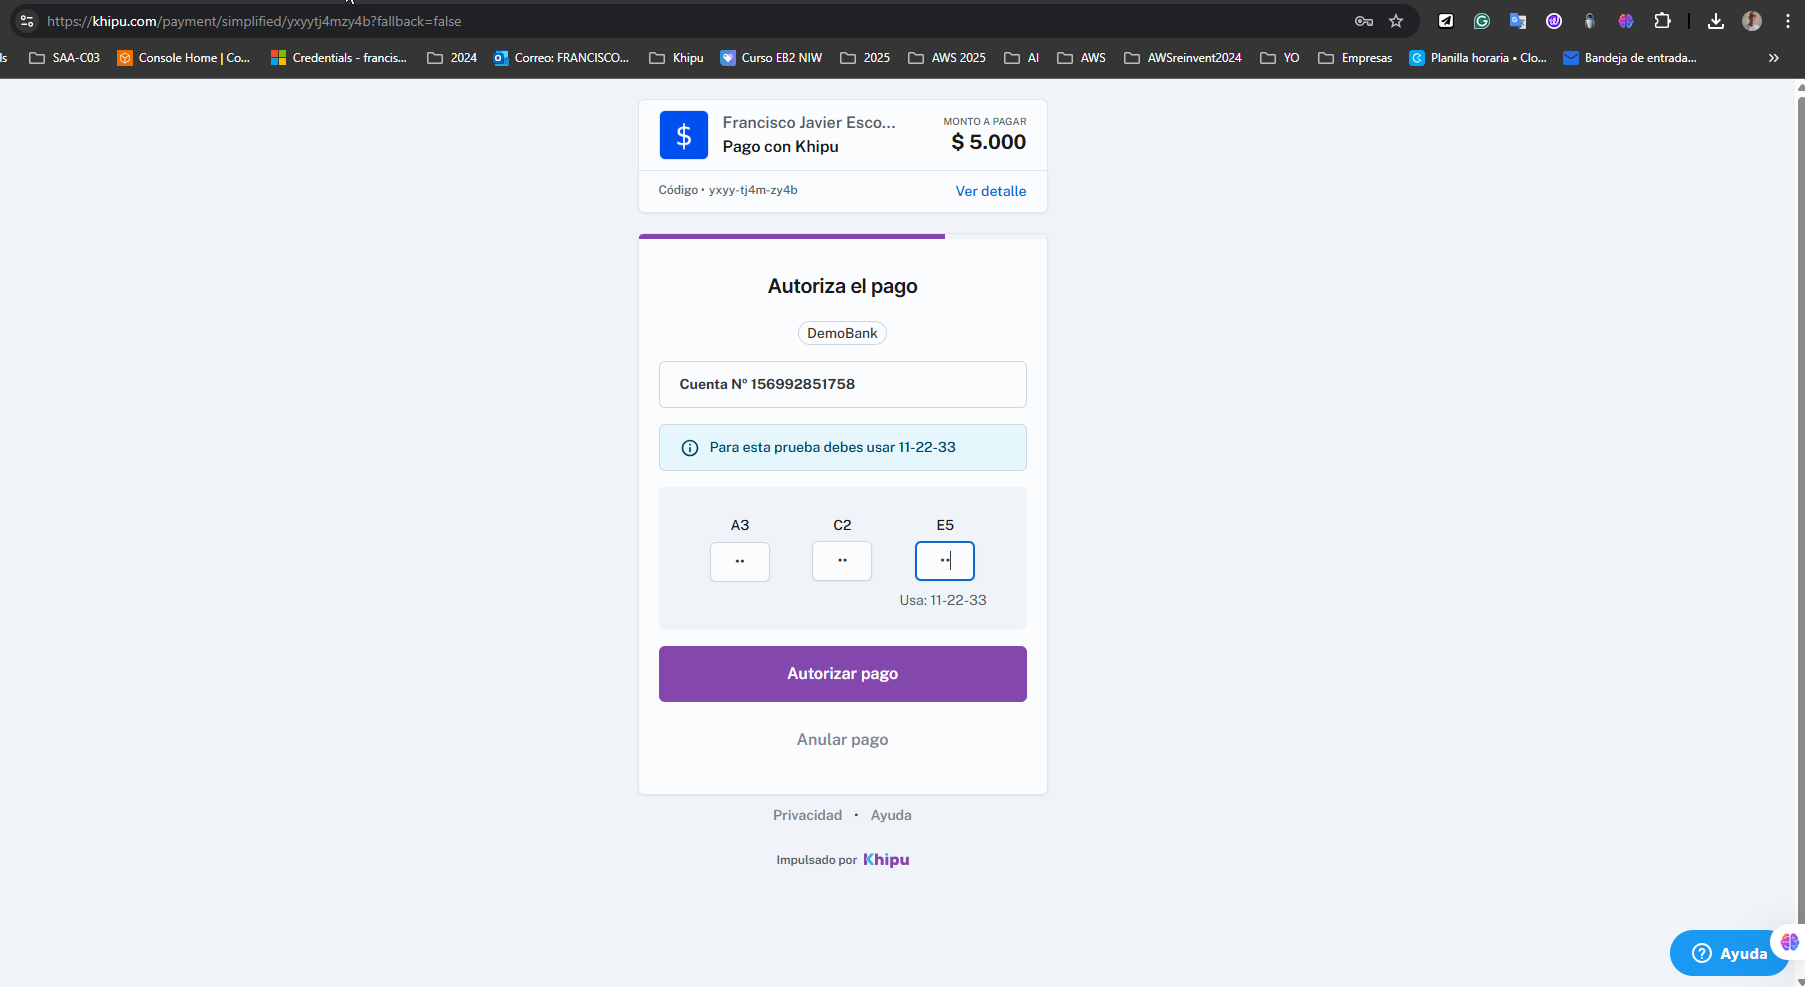 https://khipu.com/payment/simplified/yxyytj4mzy4b?fallback=false
ls SAA-C03 Console Home | Co... Credentials - francis... 2024 Correo: FRANCISCO... Khipu Curso EB2 NIW 2025 AWS 2025 AI AWS AWSreinvent2024 YO Empresas Planilla horaria • Clo... Bandeja de entrada... »
$ Francisco Javier Esco... MONTO A PAGAR
Pago con Khipu $ 5.000
Código • yxyy-tj4m-zy4b Ver detalle
Autoriza el pago
DemoBank
Cuenta Nº 156992851758
Para esta prueba debes usar 11-22-33
A3 C2 E5
•• •• ••
Usa: 11-22-33
Autorizar pago
Anular pago
Privacidad • Ayuda
Impulsado por Khipu
? Ayuda